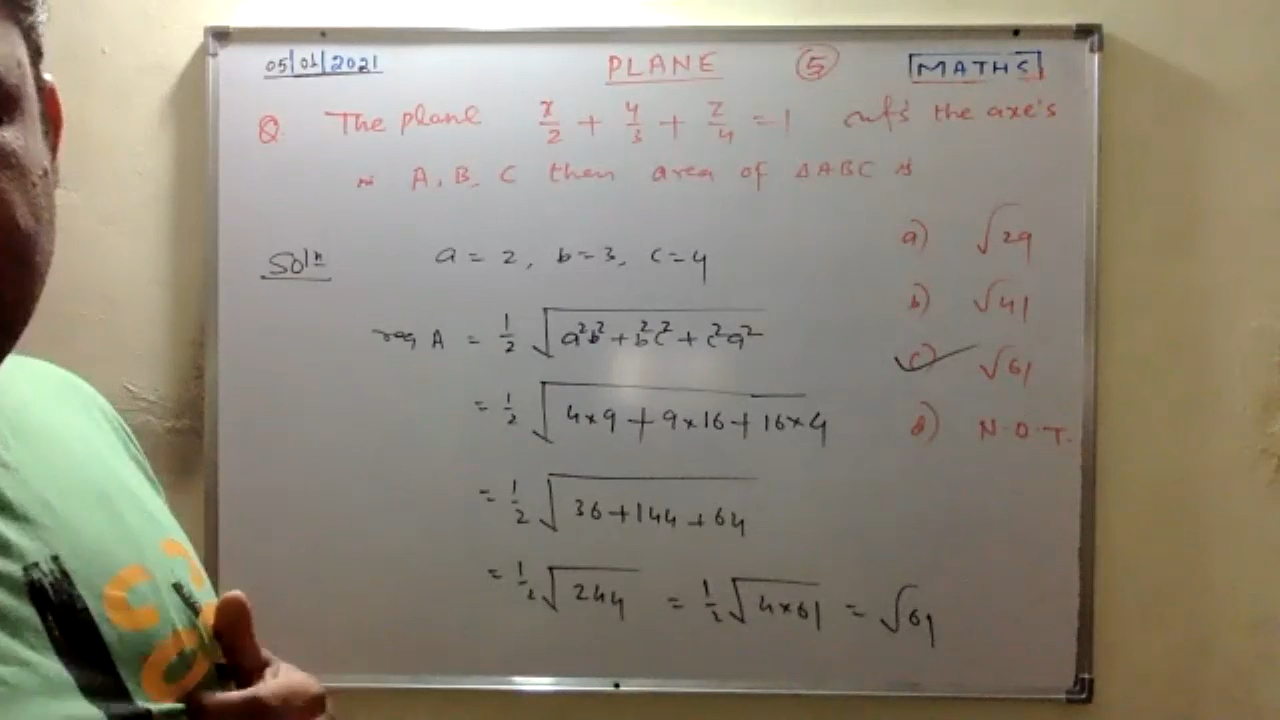 05/01/2021 PLANE 5 MATHS
Q. The plane x/2 + y/3 + z/4 = 1 cuts the axe's
in A, B, C then area of ΔABC is
a) √29
Solⁿ a = 2, b = 3, c = 4
b) √41
req A = 1/2 √(a²b² + b²c² + c²a²)
c) √61
= 1/2 √(4×9 + 9×16 + 16×4)
d) N.O.T.
= 1/2 √(36 + 144 + 64)
= 1/2 √244 = 1/2 √(4×61) = √61